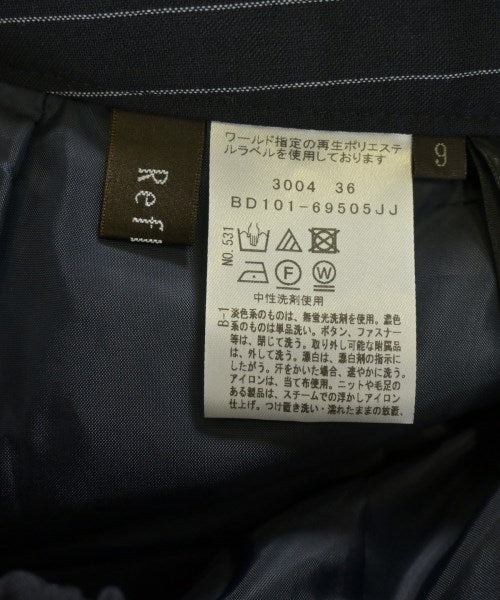 ワールド指定の再生ポリエステ
ルラベルを使用しております
9
Ref
3004 36
BD101-69505JJ
NO.531
F
W
中性洗剤使用
B-1
淡色系のものは、無蛍光洗剤を使用。濃色
系のものは単品洗い。ボタン、ファスナー
等は、閉じて洗う。取り外し可能な附属品
は、外して洗う。漂白は、漂白剤の指示に
したがう。汗をかいた場合、速やかに洗う。
アイロンは、当て布使用。ニットや毛足の
ある製品は、スチームでの浮かしアイロン
仕上げ。つけ置き洗い・濡れたままの放置、